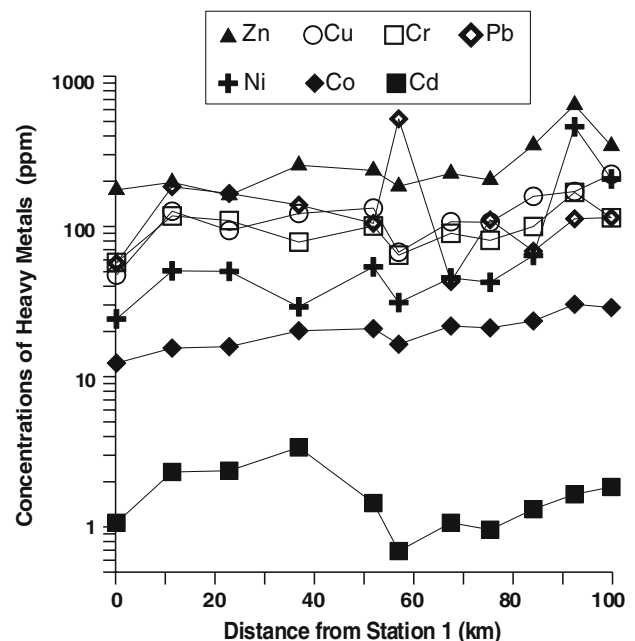 Zn Cu Cr Pb
Ni Co Cd
1000
100
10
1
Concentrations of Heavy Metals (ppm)
0 20 40 60 80 100
Distance from Station 1 (km)